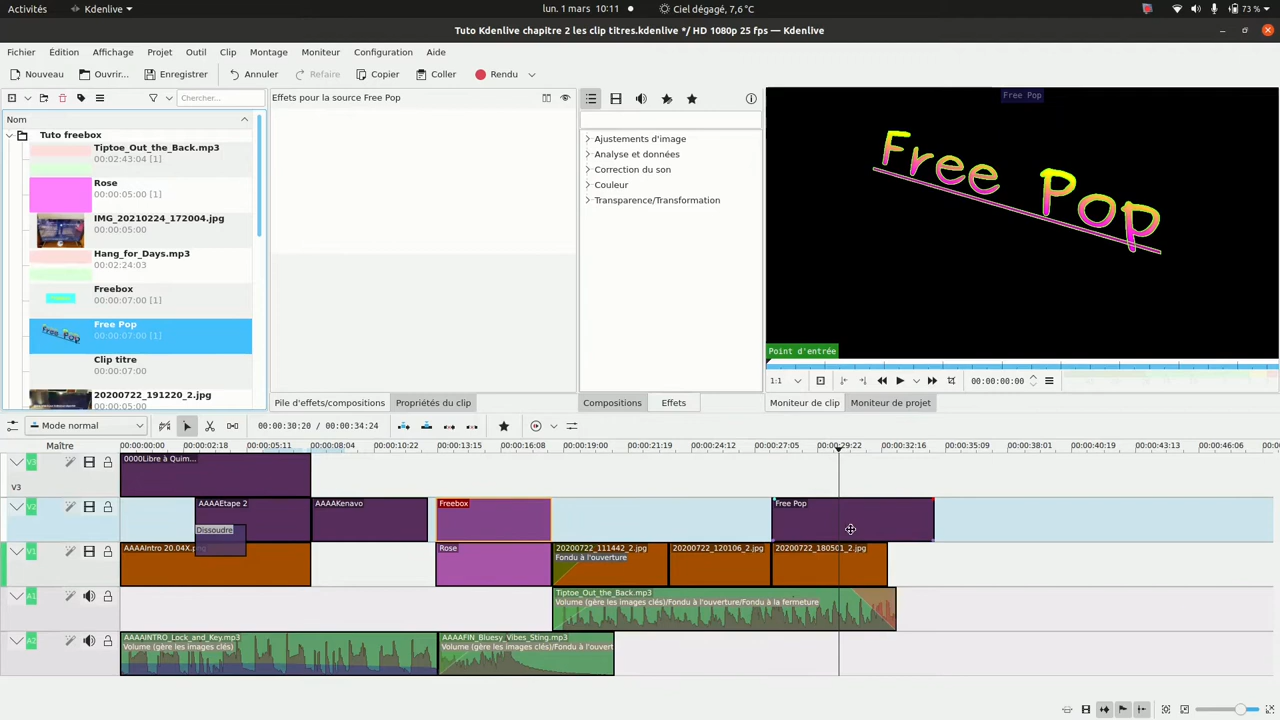 Activités
Kdenlive
lun. 1 mars 10:11
Ciel dégagé, 7,6 °C
73 %
Tuto Kdenlive chapitre 2 les clip titres.kdenlive */ HD 1080p 25 fps — Kdenlive
Fichier Édition Affichage Projet Outil Clip Montage Moniteur Configuration Aide
Nouveau Ouvrir... Enregistrer Annuler Refaire Copier Coller Rendu
Chercher...
Nom
Tuto freebox
Tiptoe_Out_the_Back.mp3
00:02:43:04 [1]
Rose
00:00:05:00 [1]
IMG_20210224_172004.jpg
00:00:05:00
Hang_for_Days.mp3
00:02:24:03
Freebox
00:00:07:00 [1]
Free Pop
00:00:07:00 [1]
Clip titre
00:00:07:00
20200722_191220_2.jpg
00:00:05:00
Effets pour la source Free Pop
Pile d'effets/compositions Propriétés du clip
Ajustements d'image
Analyse et données
Correction du son
Couleur
Transparence/Transformation
Compositions Effets
Free Pop
Free Pop
Point d'entrée
1:1
00:00:00:00
Moniteur de clip Moniteur de projet
Mode normal
00:00:30:20 / 00:00:34:24
Maître
00:00:00:00 00:00:02:18 00:00:05:11 00:00:08:04 00:00:10:22 00:00:13:15 00:00:16:08 00:00:19:00 00:00:21:19 00:00:24:12 00:00:27:05 00:00:29:22 00:00:32:16 00:00:35:09 00:00:38:01 00:00:40:19 00:00:43:13 00:00:46:06
V3
V3
0000Libre à Quim...
V2
AAAAEtape 2
AAAAKenavo
Freebox
Free Pop
Dissoudre
V1
AAAAIntro 20.04X.png
Rose
20200722_111442_2.jpg
Fondu à l'ouverture
20200722_120106_2.jpg
20200722_180501_2.jpg
A1
Tiptoe_Out_the_Back.mp3
Volume (gère les images clés)/Fondu à l'ouverture/Fondu à la fermeture
A2
AAAAINTRO_Lock_and_Key.mp3
Volume (gère les images clés)
AAAAFIN_Bluesy_Vibes_Sting.mp3
Volume (gère les images clés)/Fondu à l'ouvert